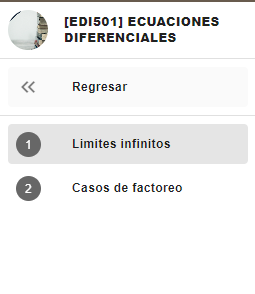 [EDI501] ECUACIONES
DIFERENCIALES
Regresar
1 Limites infinitos
2 Casos de factoreo